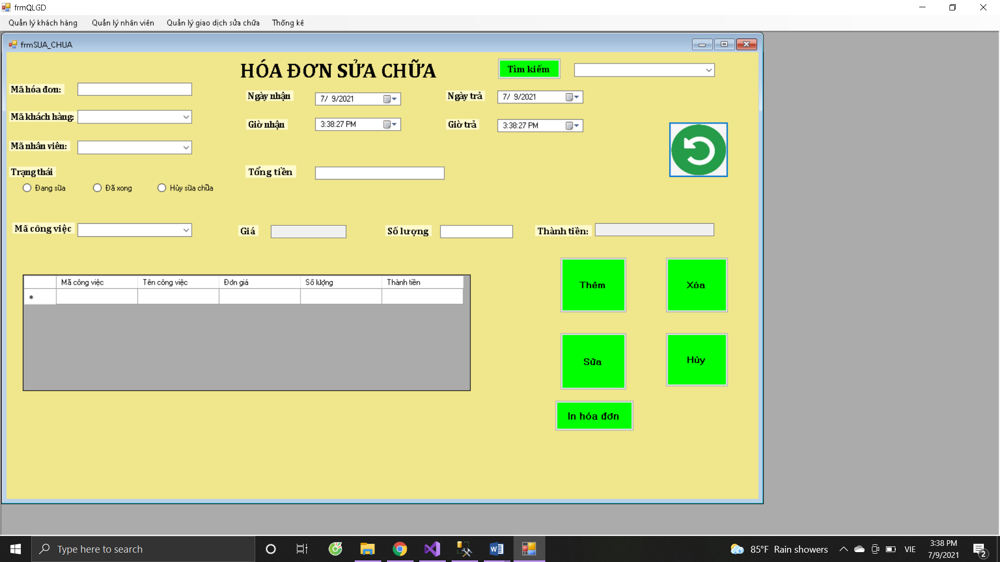 frmQLGD
Quản lý khách hàng Quản lý nhân viên Quản lý giao dịch sửa chữa Thống kê
frmSUA_CHUA
HÓA ĐƠN SỬA CHỮA
Tìm kiếm
Mã hóa đơn:
Ngày nhận 7/ 9/2021 Ngày trả 7/ 9/2021
Mã khách hàng:
Giờ nhận 3:38:27 PM Giờ trả 3:38:27 PM
Mã nhân viên:
Trạng thái Tổng tiền
Đang sửa Đã xong Hủy sửa chữa
Mã công việc Giá Số lượng Thành tiền:
Mã công việc Tên công việc Đơn giá Số lượng Thành tiền
Thêm Xóa
Sửa Hủy
In hóa đơn
Type here to search
85°F Rain showers VIE 3:38 PM
7/9/2021 2